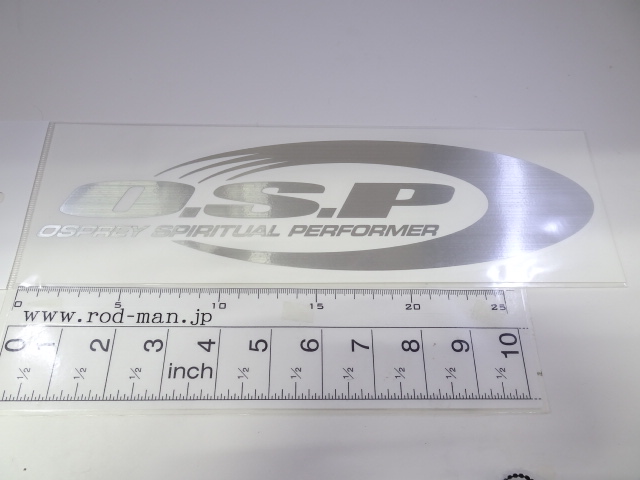 O.S.P
OSPREY SPIRITUAL PERFORMER
0 5 10 15 20 25
www.rod-man.jp
0 1 2 3 4 5 6 7 8 9 10
½ ½ ½ ½ ½ ½ ½ ½ ½ ½
inch